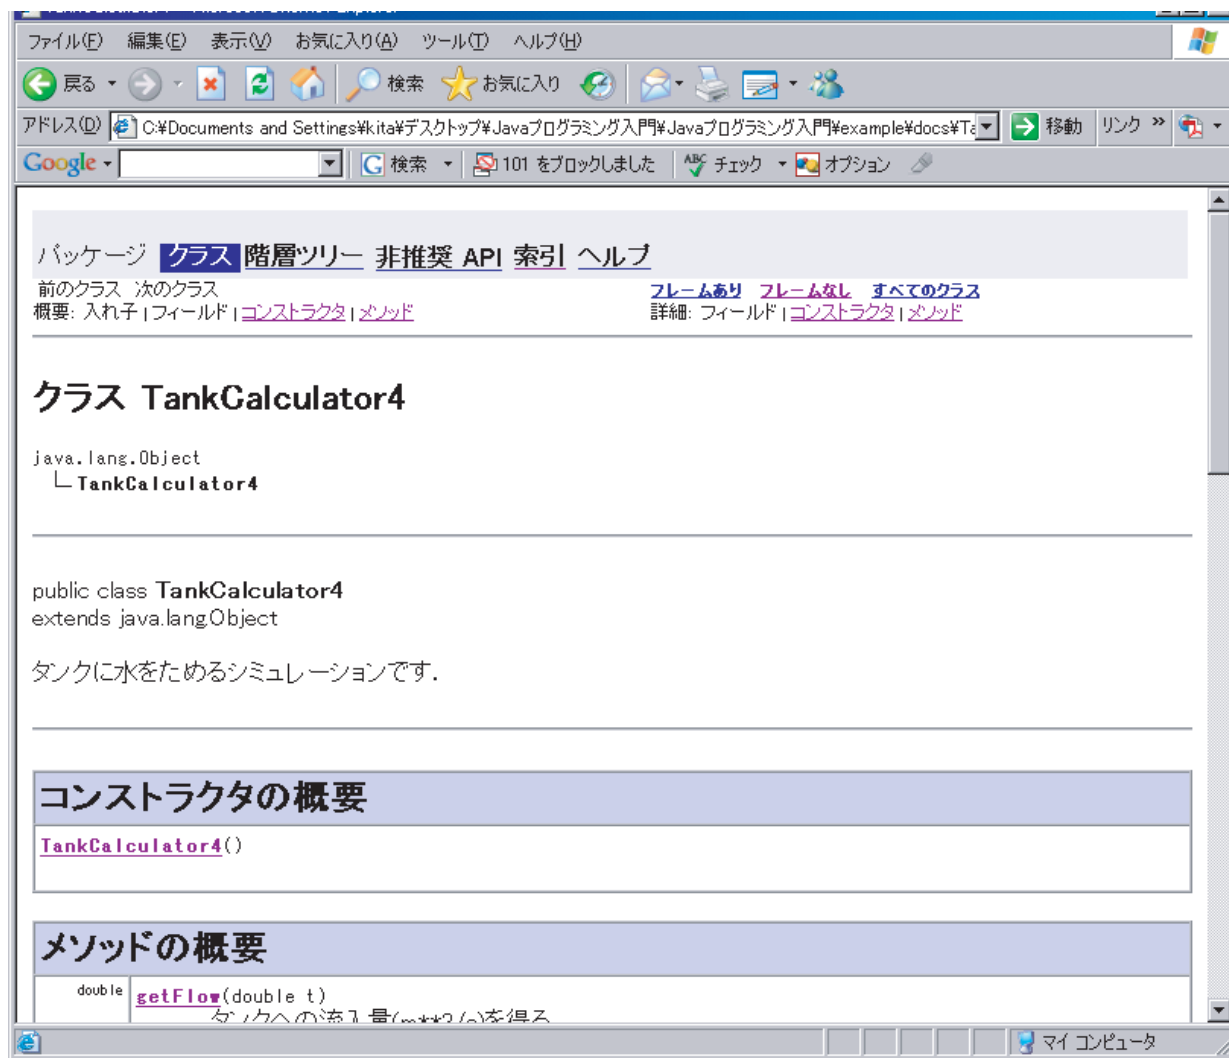 ファイル(F) 編集(E) 表示(V) お気に入り(A) ツール(T) ヘルプ(H)
戻る 検索 お気に入り
アドレス(D) C:¥Documents and Settings¥kita¥デスクトップ¥Javaプログラミング入門¥Javaプログラミング入門¥example¥docs¥Ta 移動 リンク »
Google 検索 101 をブロックしました ABC チェック オプション
パッケージ クラス 階層ツリー 非推奨 API 索引 ヘルプ
前のクラス 次のクラス フレームあり フレームなし すべてのクラス
概要: 入れ子 | フィールド | コンストラクタ | メソッド 詳細: フィールド | コンストラクタ | メソッド
クラス TankCalculator4
java.lang.Object
TankCalculator4
public class TankCalculator4
extends java.lang.Object
タンクに水をためるシミュレーションです.
コンストラクタの概要
TankCalculator4()
メソッドの概要
double getFlow(double t)
タンクへの流入量(m**3/s)を得る
マイ コンピュータ